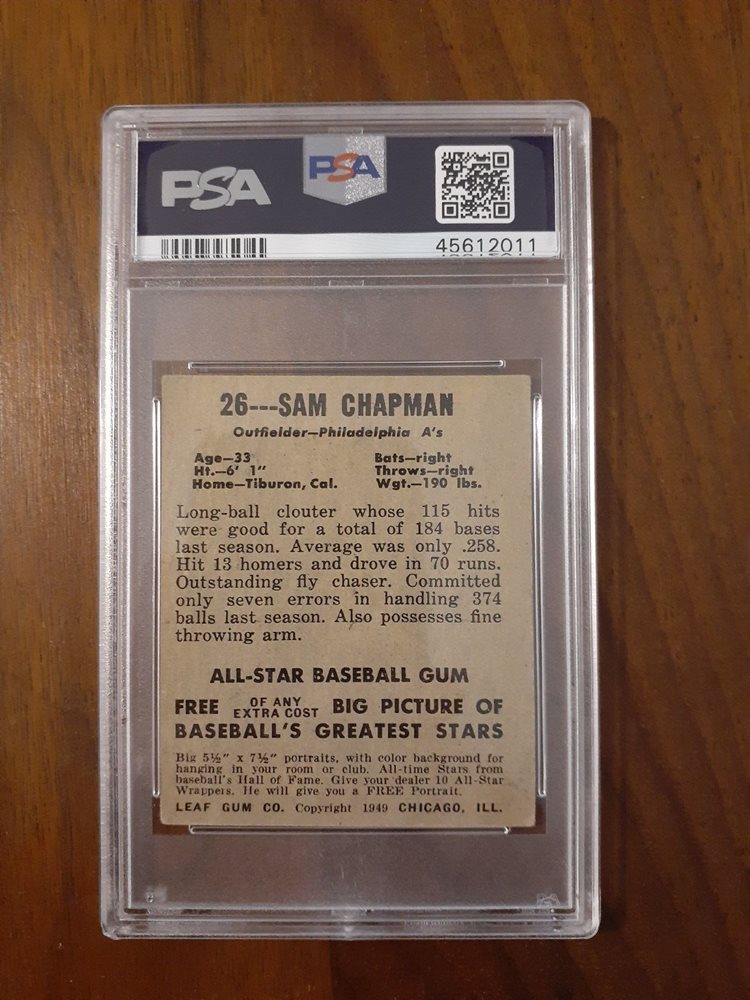 PSA
PSA
45612011
26---SAM CHAPMAN
Outfielder—Philadelphia A's
Age—33 Bats—right
Ht.—6' 1" Throws—right
Home—Tiburon, Cal. Wgt.—190 lbs.
Long-ball clouter whose 115 hits
were good for a total of 184 bases
last season. Average was only .258.
Hit 13 homers and drove in 70 runs.
Outstanding fly chaser. Committed
only seven errors in handling 374
balls last season. Also possesses fine
throwing arm.
ALL-STAR BASEBALL GUM
FREE OF ANY EXTRA COST BIG PICTURE OF
BASEBALL'S GREATEST STARS
Big 5½" x 7½" portraits, with color background for
hanging in your room or club. All-time Stars from
baseball's Hall of Fame. Give your dealer 10 All-Star
Wrappers. He will give you a FREE Portrait.
LEAF GUM CO. Copyright 1949 CHICAGO, ILL.